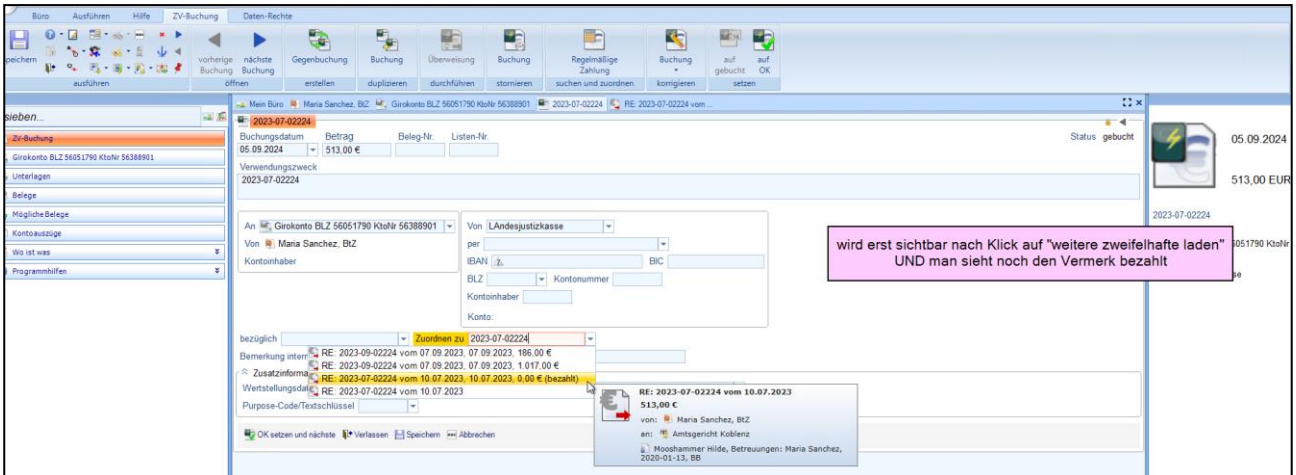 Büro Ausführen Hilfe ZV-Buchung Daten-Rechte
peichern
vorherige Buchung
nächste Buchung
Gegenbuchung
Buchung
Überweisung
Buchung
Regelmäßige Zahlung
Buchung
auf gebucht
auf OK
ausführen öffnen erstellen duplizieren durchführen stornieren suchen und zuordnen korrigieren setzen
sieben...
ZV-Buchung
Girokonto BLZ 56051790 KtoNr 56388901
Unterlagen
Belege
Mögliche Belege
Kontoauszüge
Wo ist was
Programmhilfen
Mein Büro Maria Sanchez, BtZ Girokonto BLZ 56051790 KtoNr 56388901 2023-07-02224 RE: 2023-07-02224 vom ...
2023-07-02224
Buchungsdatum Betrag Beleg-Nr. Listen-Nr. Status gebucht
05.09.2024 513,00 €
Verwendungszweck
2023-07-02224
An Girokonto BLZ 56051790 KtoNr 56388901
Von Maria Sanchez, BtZ
Kontoinhaber
Von LAndesjustizkasse
per
IBAN BIC
BLZ Kontonummer
Kontoinhaber
Konto:
bezüglich Zuordnen zu 2023-07-02224
Bemerkung intern
RE: 2023-09-02224 vom 07.09.2023, 07.09.2023, 186,00 €
RE: 2023-09-02224 vom 07.09.2023, 07.09.2023, 1.017,00 €
Zusatzinforma
RE: 2023-07-02224 vom 10.07.2023, 10.07.2023, 0,00 € (bezahlt)
Wertstellungsda
RE: 2023-07-02224 vom 10.07.2023
Purpose-Code/Textschlüssel
OK setzen und nächste Verlassen Speichern Abbrechen
RE: 2023-07-02224 vom 10.07.2023
513,00 €
von: Maria Sanchez, BtZ
an: Amtsgericht Koblenz
Mooshammer Hilde, Betreuungen: Maria Sanchez,
2020-01-13, BB
wird erst sichtbar nach Klick auf "weitere zweifelhafte laden"
UND man sieht noch den Vermerk bezahlt
05.09.2024
513,00 EUR
2023-07-02224
6051790 KtoNr
se